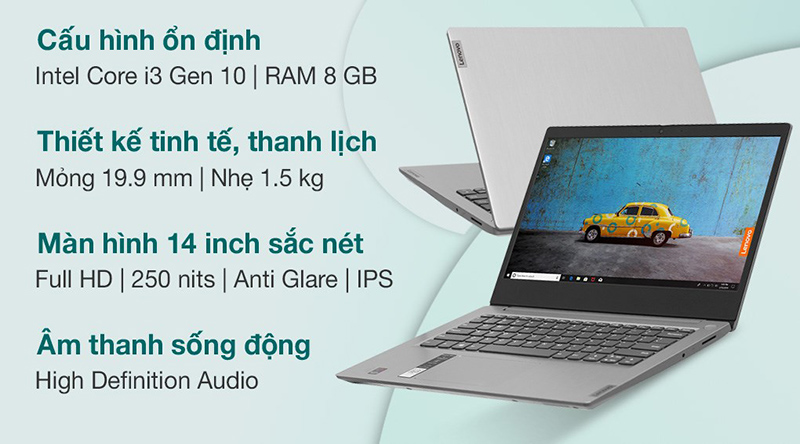 Cấu hình ổn định
Intel Core i3 Gen 10 | RAM 8 GB
Thiết kế tinh tế, thanh lịch
Mỏng 19.9 mm | Nhẹ 1.5 kg
Màn hình 14 inch sắc nét
Full HD | 250 nits | Anti Glare | IPS
Âm thanh sống động
High Definition Audio
Lenovo
Lenovo